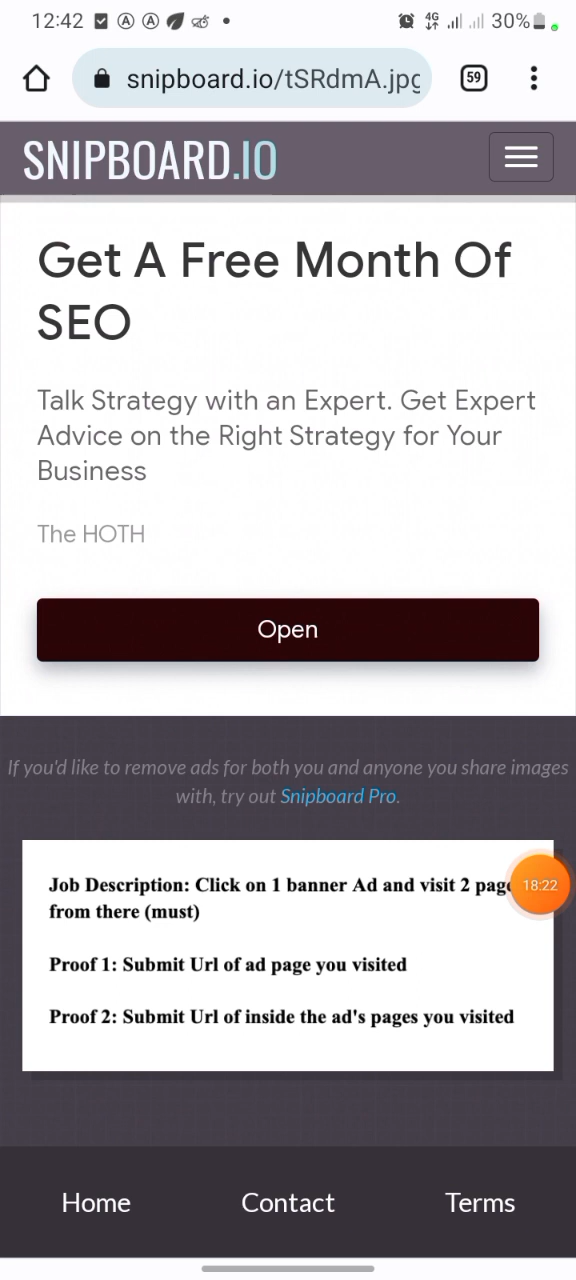 12:42
4G
30%
snipboard.io/tSRdmA.jpg
59
SNIPBOARD.IO
Get A Free Month Of
SEO
Talk Strategy with an Expert. Get Expert
Advice on the Right Strategy for Your
Business
The HOTH
Open
If you'd like to remove ads for both you and anyone you share images
with, try out Snipboard Pro.
Job Description: Click on 1 banner Ad and visit 2 page
18:22
from there (must)
Proof 1: Submit Url of ad page you visited
Proof 2: Submit Url of inside the ad's pages you visited
Home Contact Terms